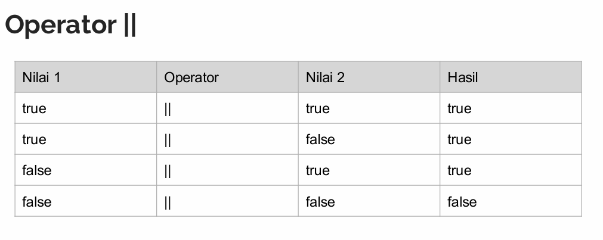 Operator ||
Nilai 1 Operator Nilai 2 Hasil
true || true true
true || false true
false || true true
false || false false